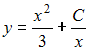 y = x²/3 + C/x